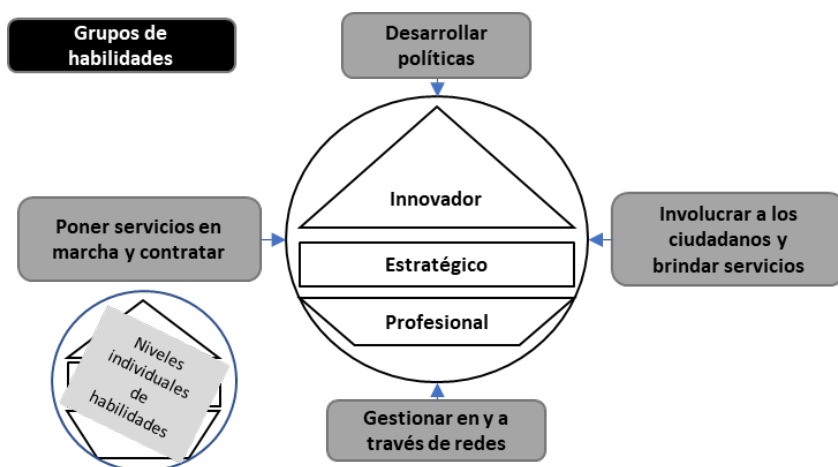 Grupos de
habilidades
Desarrollar
políticas
Innovador
Poner servicios en
marcha y contratar
Involucrar a los
ciudadanos y
brindar servicios
Estratégico
Profesional
Niveles
individuales
de
habilidades
Gestionar en y a
través de redes